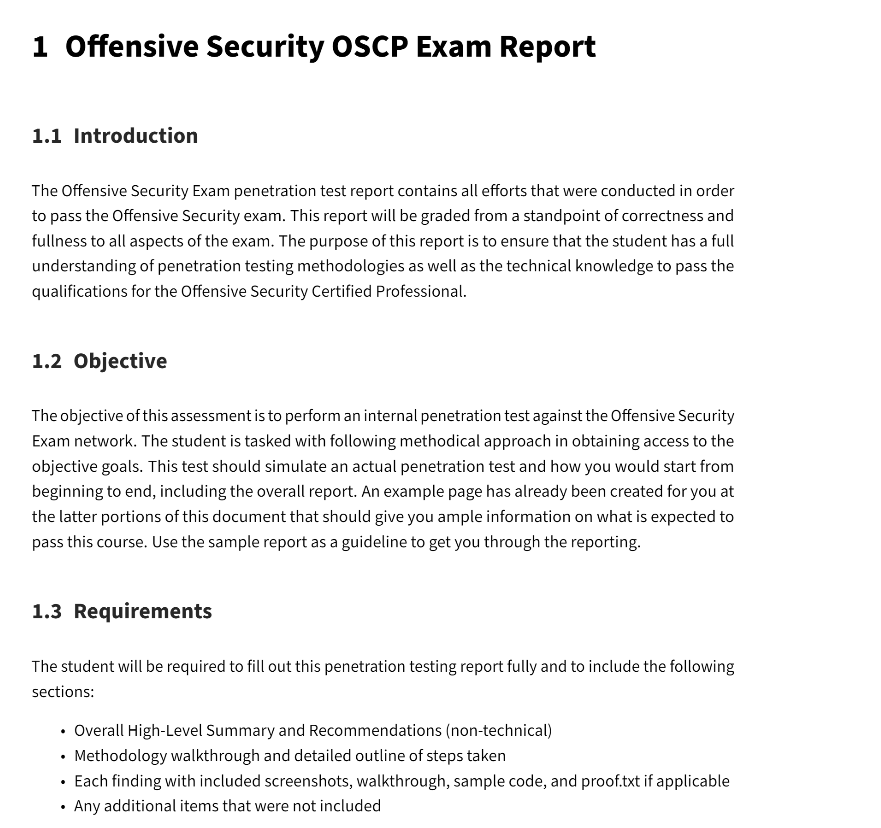 1 Offensive Security OSCP Exam Report
1.1 Introduction
The Offensive Security Exam penetration test report contains all efforts that were conducted in order
to pass the Offensive Security exam. This report will be graded from a standpoint of correctness and
fullness to all aspects of the exam. The purpose of this report is to ensure that the student has a full
understanding of penetration testing methodologies as well as the technical knowledge to pass the
qualifications for the Offensive Security Certified Professional.
1.2 Objective
The objective of this assessment is to perform an internal penetration test against the Offensive Security
Exam network. The student is tasked with following methodical approach in obtaining access to the
objective goals. This test should simulate an actual penetration test and how you would start from
beginning to end, including the overall report. An example page has already been created for you at
the latter portions of this document that should give you ample information on what is expected to
pass this course. Use the sample report as a guideline to get you through the reporting.
1.3 Requirements
The student will be required to fill out this penetration testing report fully and to include the following
sections:
• Overall High-Level Summary and Recommendations (non-technical)
• Methodology walkthrough and detailed outline of steps taken
• Each finding with included screenshots, walkthrough, sample code, and proof.txt if applicable
• Any additional items that were not included